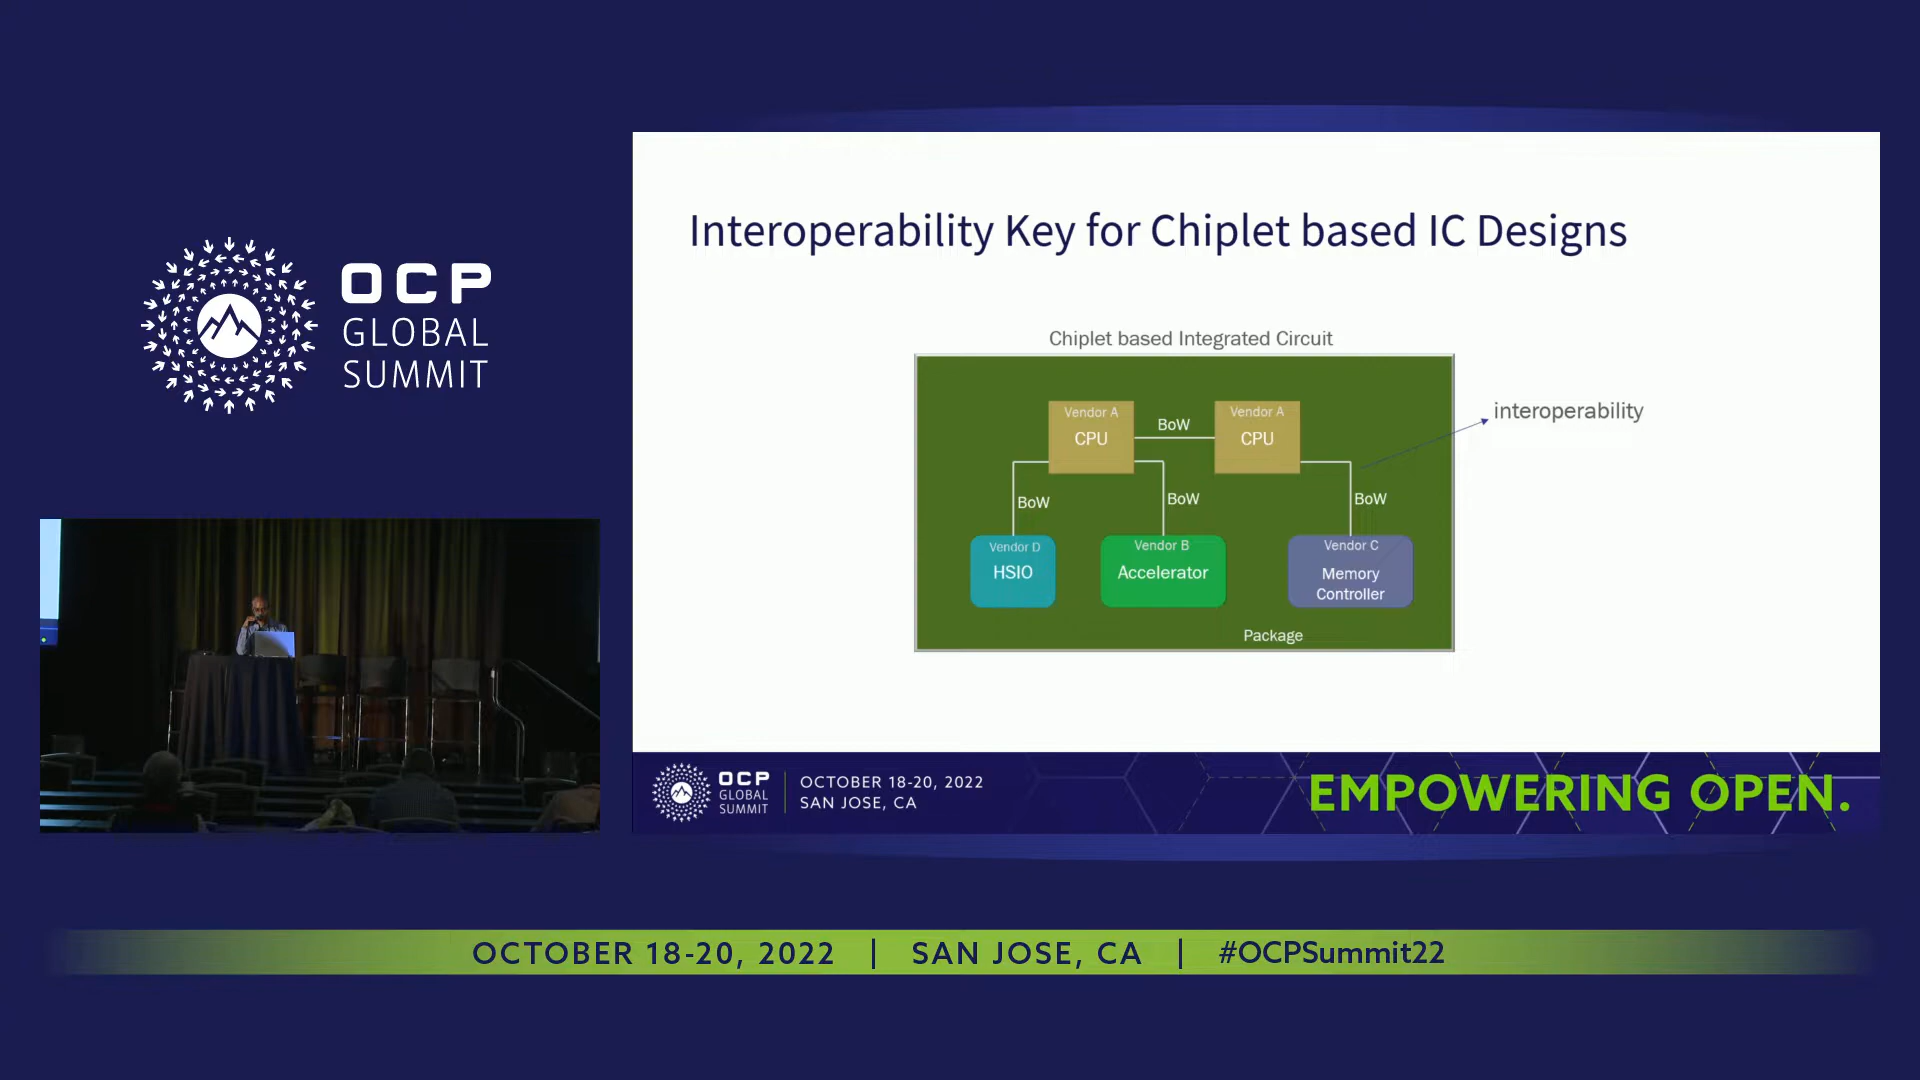 OCP
GLOBAL
SUMMIT
Interoperability Key for Chiplet based IC Designs
Chiplet based Integrated Circuit
interoperability
Vendor A
CPU
BoW
Vendor A
CPU
BoW
BoW
BoW
Vendor D
HSIO
Vendor B
Accelerator
Vendor C
Memory
Controller
Package
OCP
GLOBAL
SUMMIT
OCTOBER 18-20, 2022
SAN JOSE, CA
EMPOWERING OPEN.
OCTOBER 18-20, 2022 | SAN JOSE, CA | #OCPSummit22